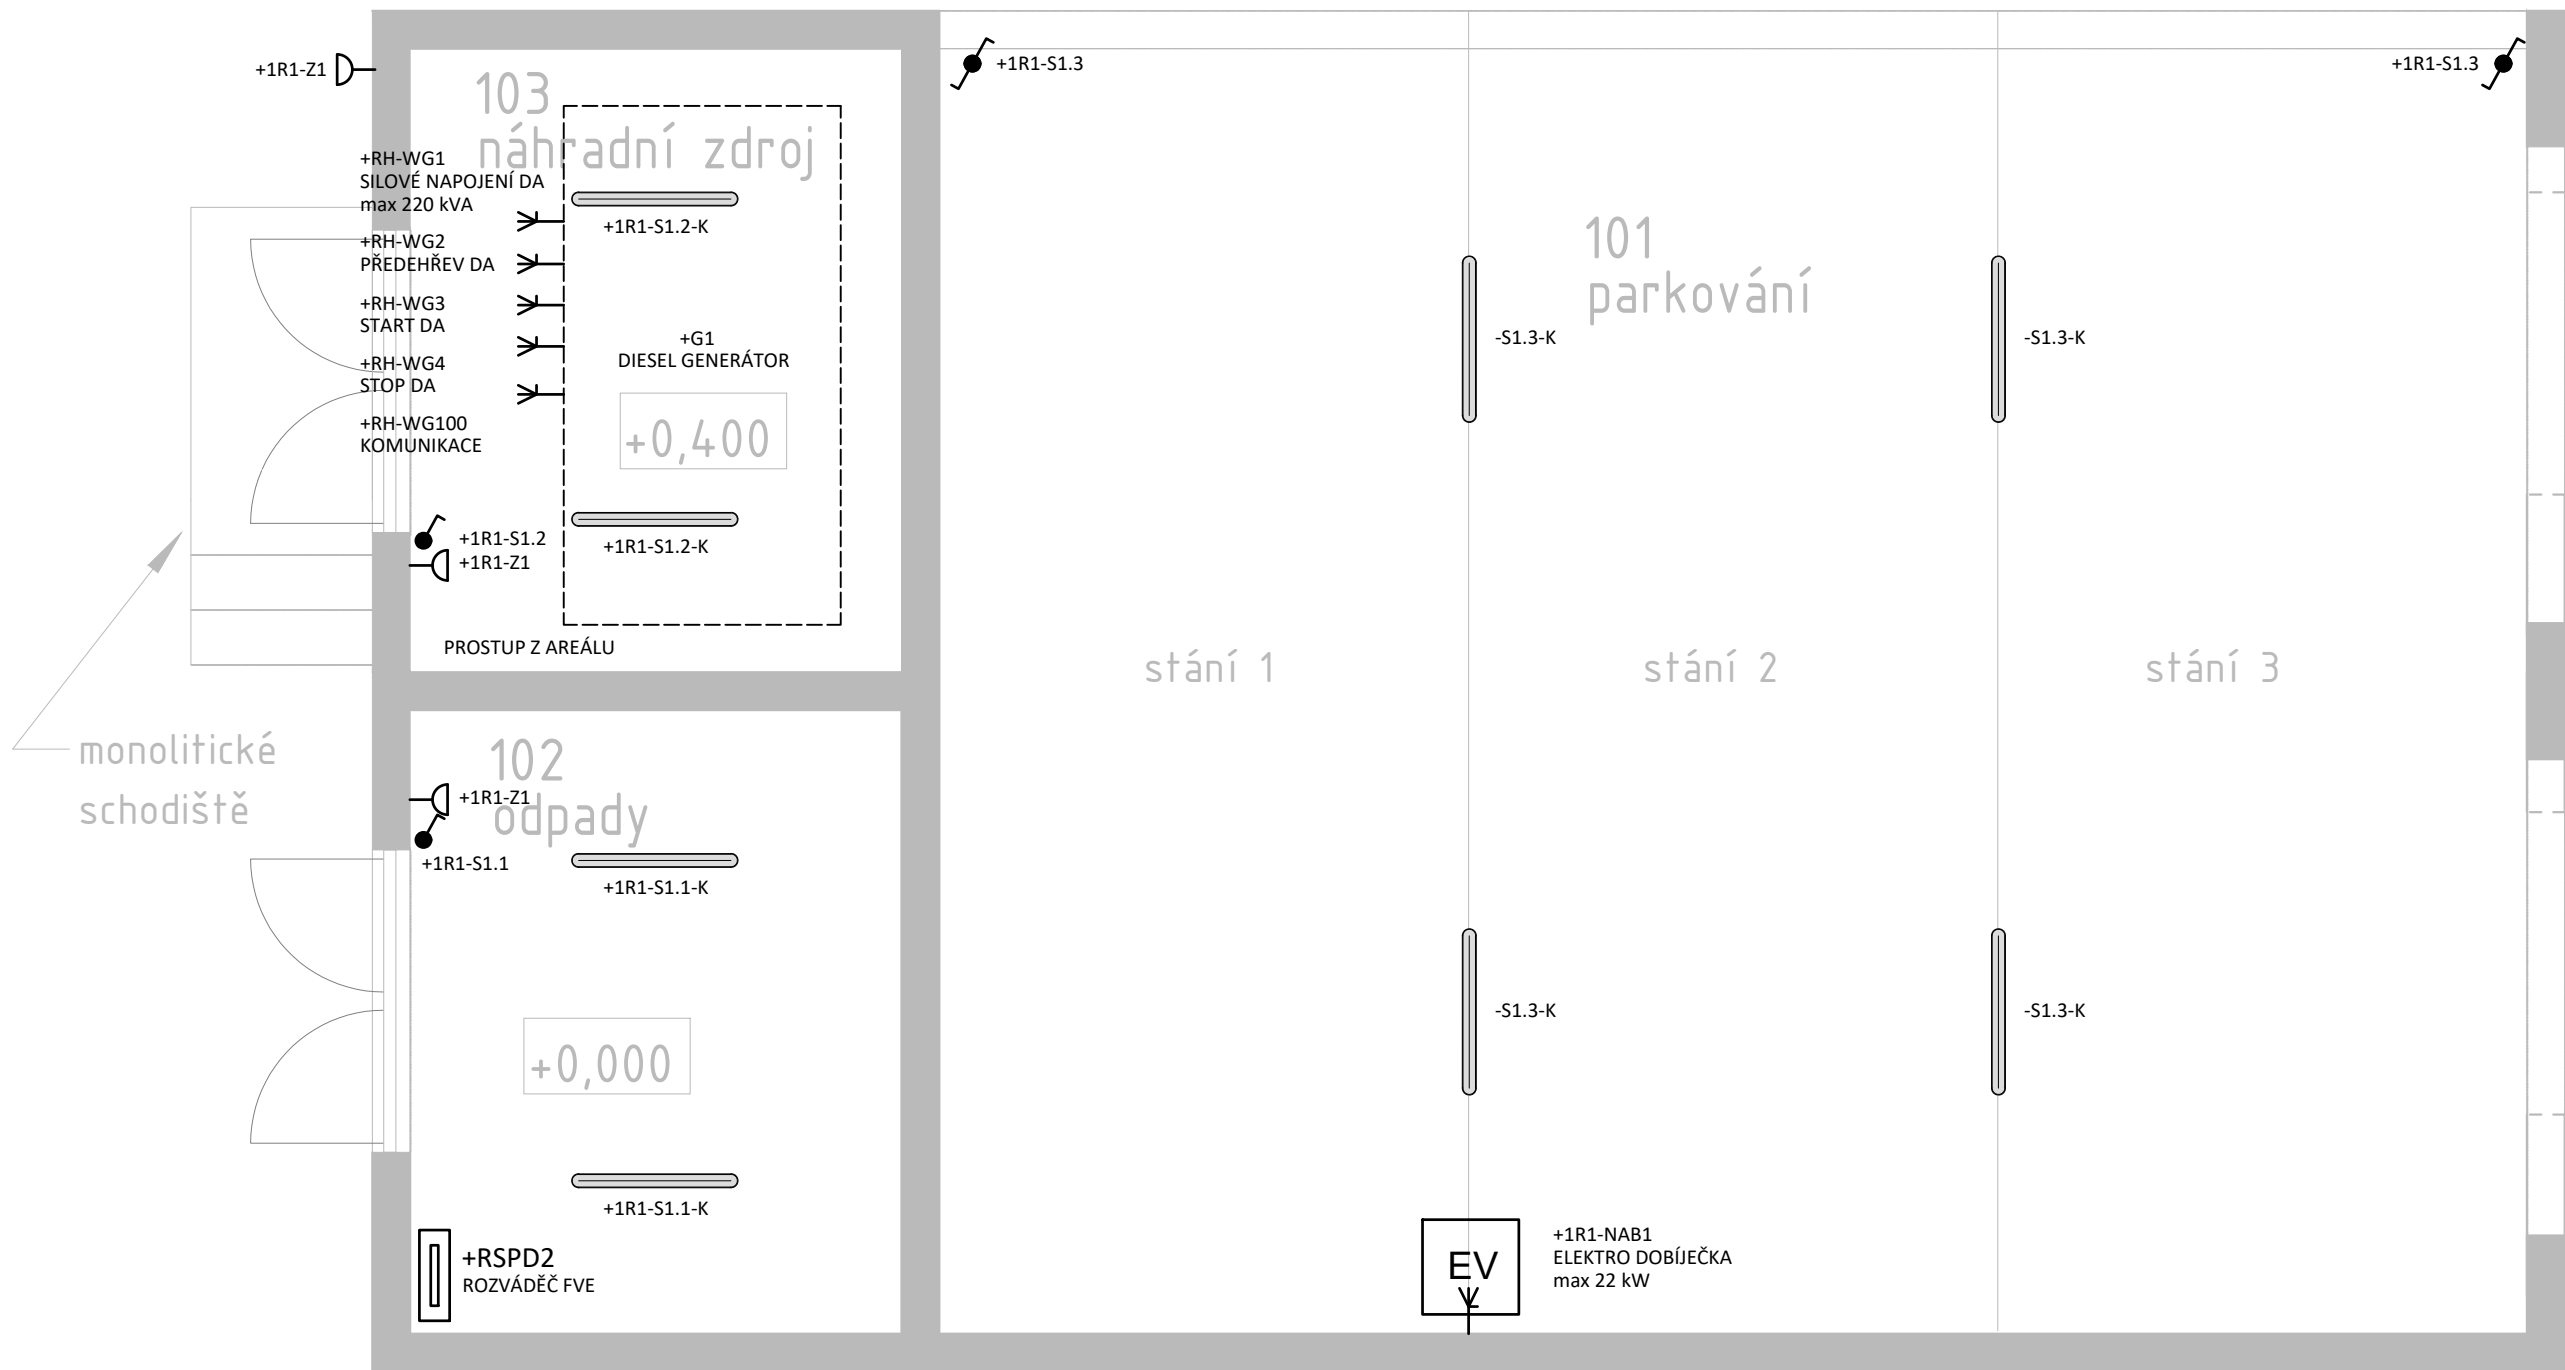 +1R1-Z1
103
náhradní zdroj
+RH-WG1
SILOVÉ NAPOJENÍ DA
max 220 kVA
+1R1-S1.2-K
+RH-WG2
PŘEDEHŘEV DA
+RH-WG3
START DA
+G1
DIESEL GENERÁTOR
+RH-WG4
STOP DA
+0,400
+RH-WG100
KOMUNIKACE
+1R1-S1.2
+1R1-Z1
+1R1-S1.2-K
PROSTUP Z AREÁLU
+1R1-S1.3
+1R1-S1.3
101
parkování
-S1.3-K
-S1.3-K
stání 1
stání 2
stání 3
monolitické
schodiště
102
odpady
+1R1-Z1
+1R1-S1.1
+1R1-S1.1-K
+0,000
+1R1-S1.1-K
+RSPD2
ROZVÁDĚČ FVE
-S1.3-K
-S1.3-K
EV
+1R1-NAB1
ELEKTRO DOBÍJEČKA
max 22 kW